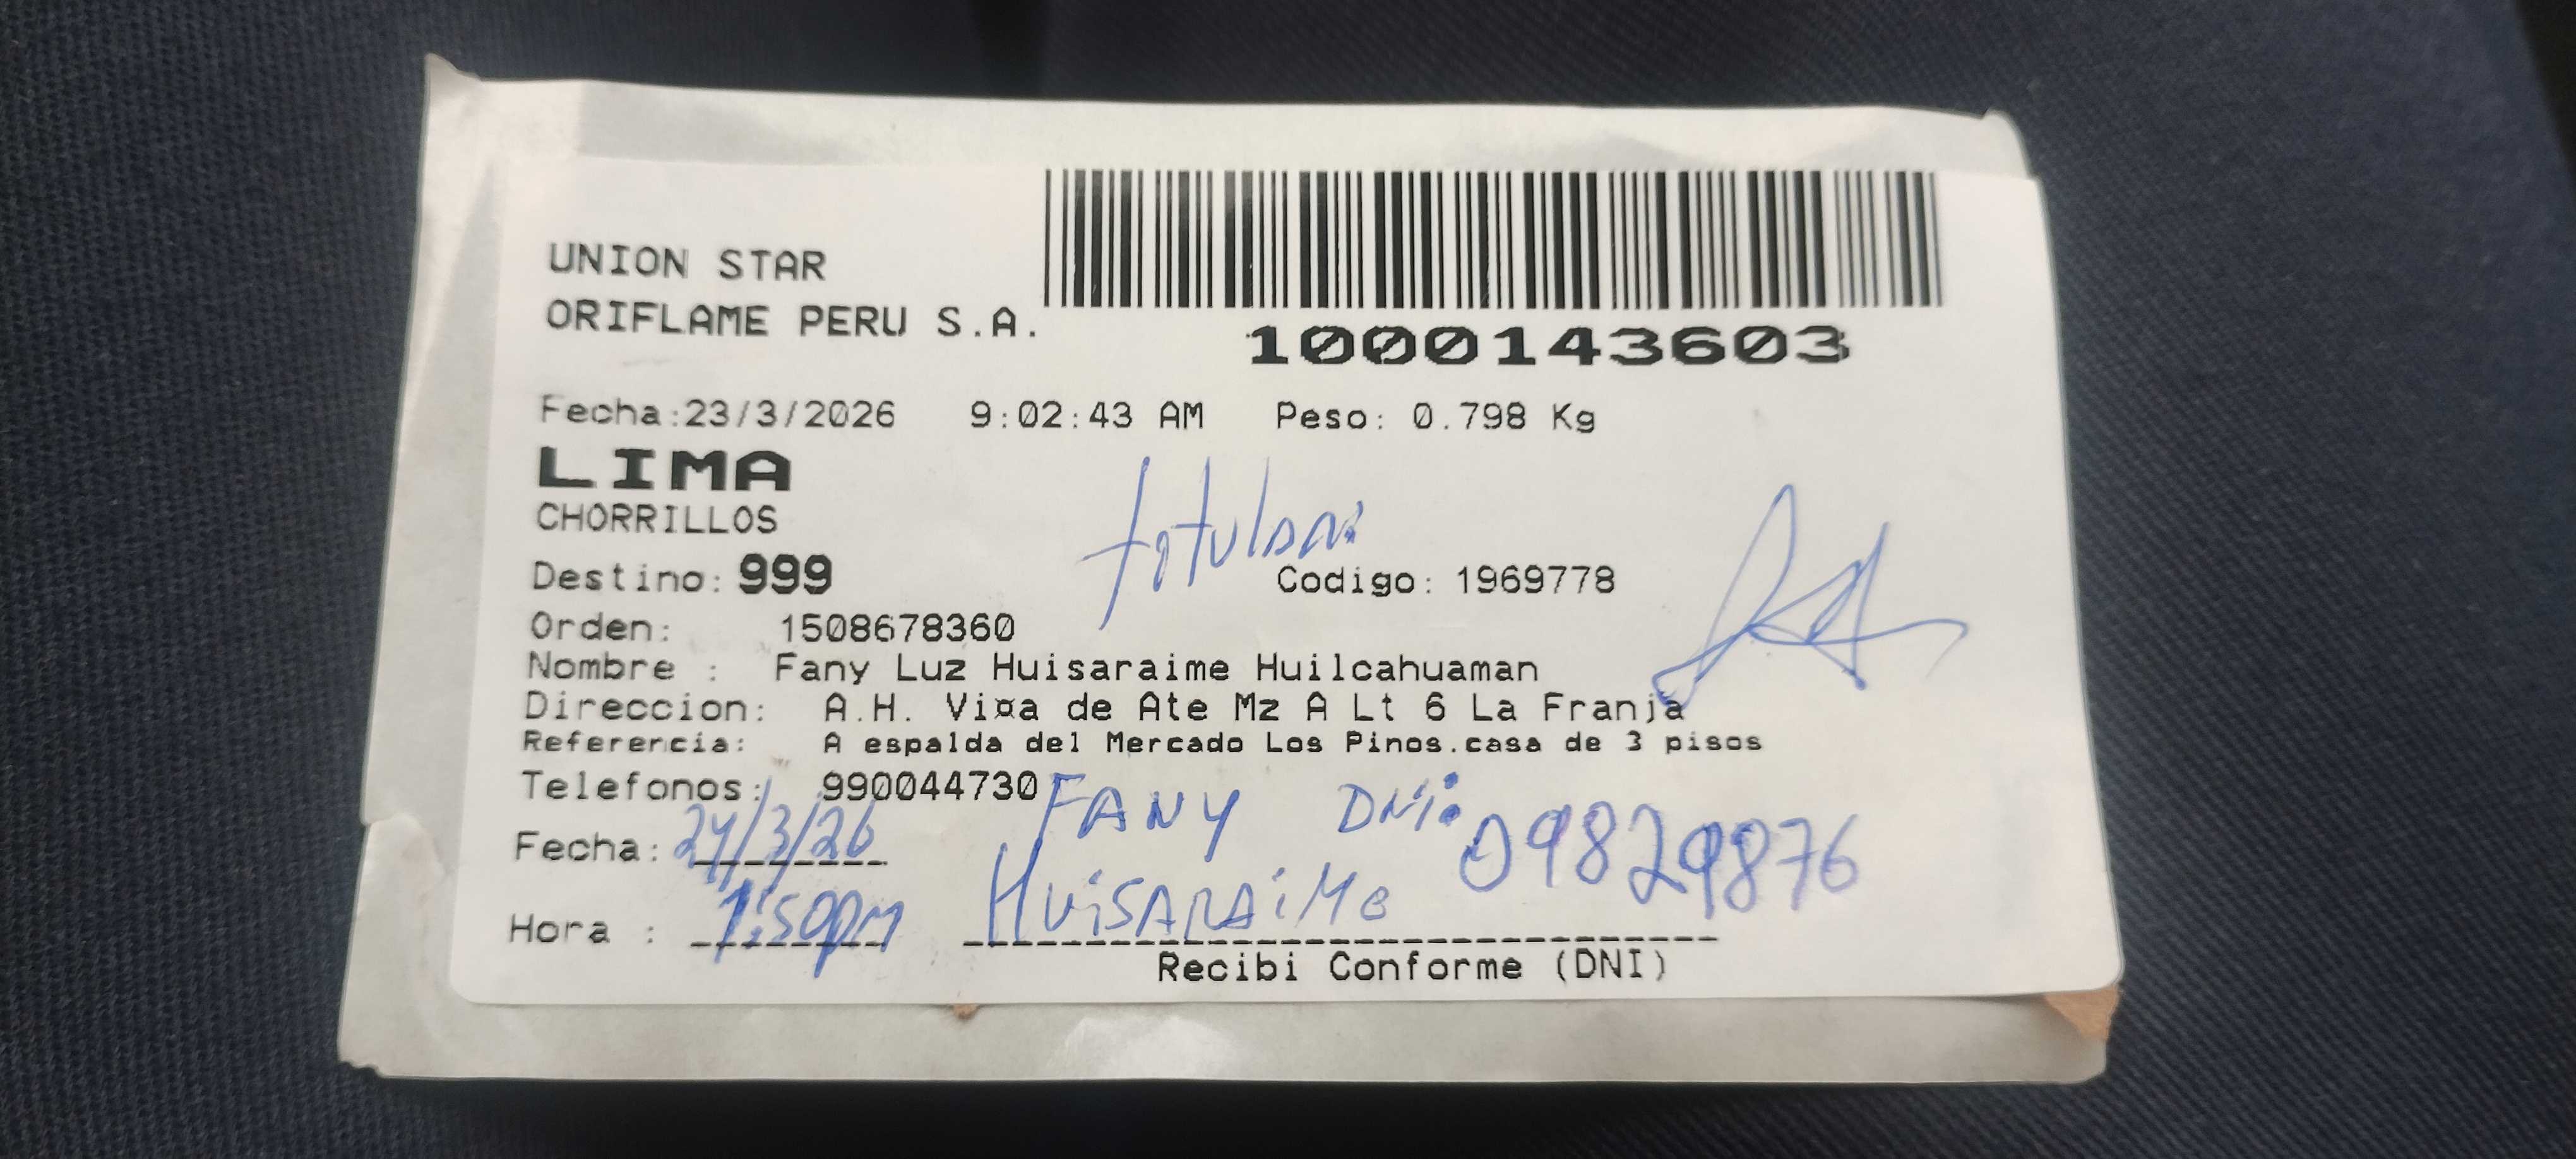 UNION STAR
ORIFLAME PERU S.A.
1000143603
Fecha:23/3/2026 9:02:43 AM Peso: 0.798 Kg
LIMA
CHORRILLOS
titular
Destino: 999 Codigo: 1969778
Orden: 1508678360
Nombre : Fany Luz Huisaraime Huilcahuaman
Direccion: A.H. Vi¤a de Ate Mz A Lt 6 La Franja
Referencia: A espalda del Mercado Los Pinos.casa de 3 pisos
Telefonos: 990044730
FANY DNi: 09829876
Fecha: 24/3/26
HUiSARAiMe
Hora : 1:50pm
Recibi Conforme (DNI)